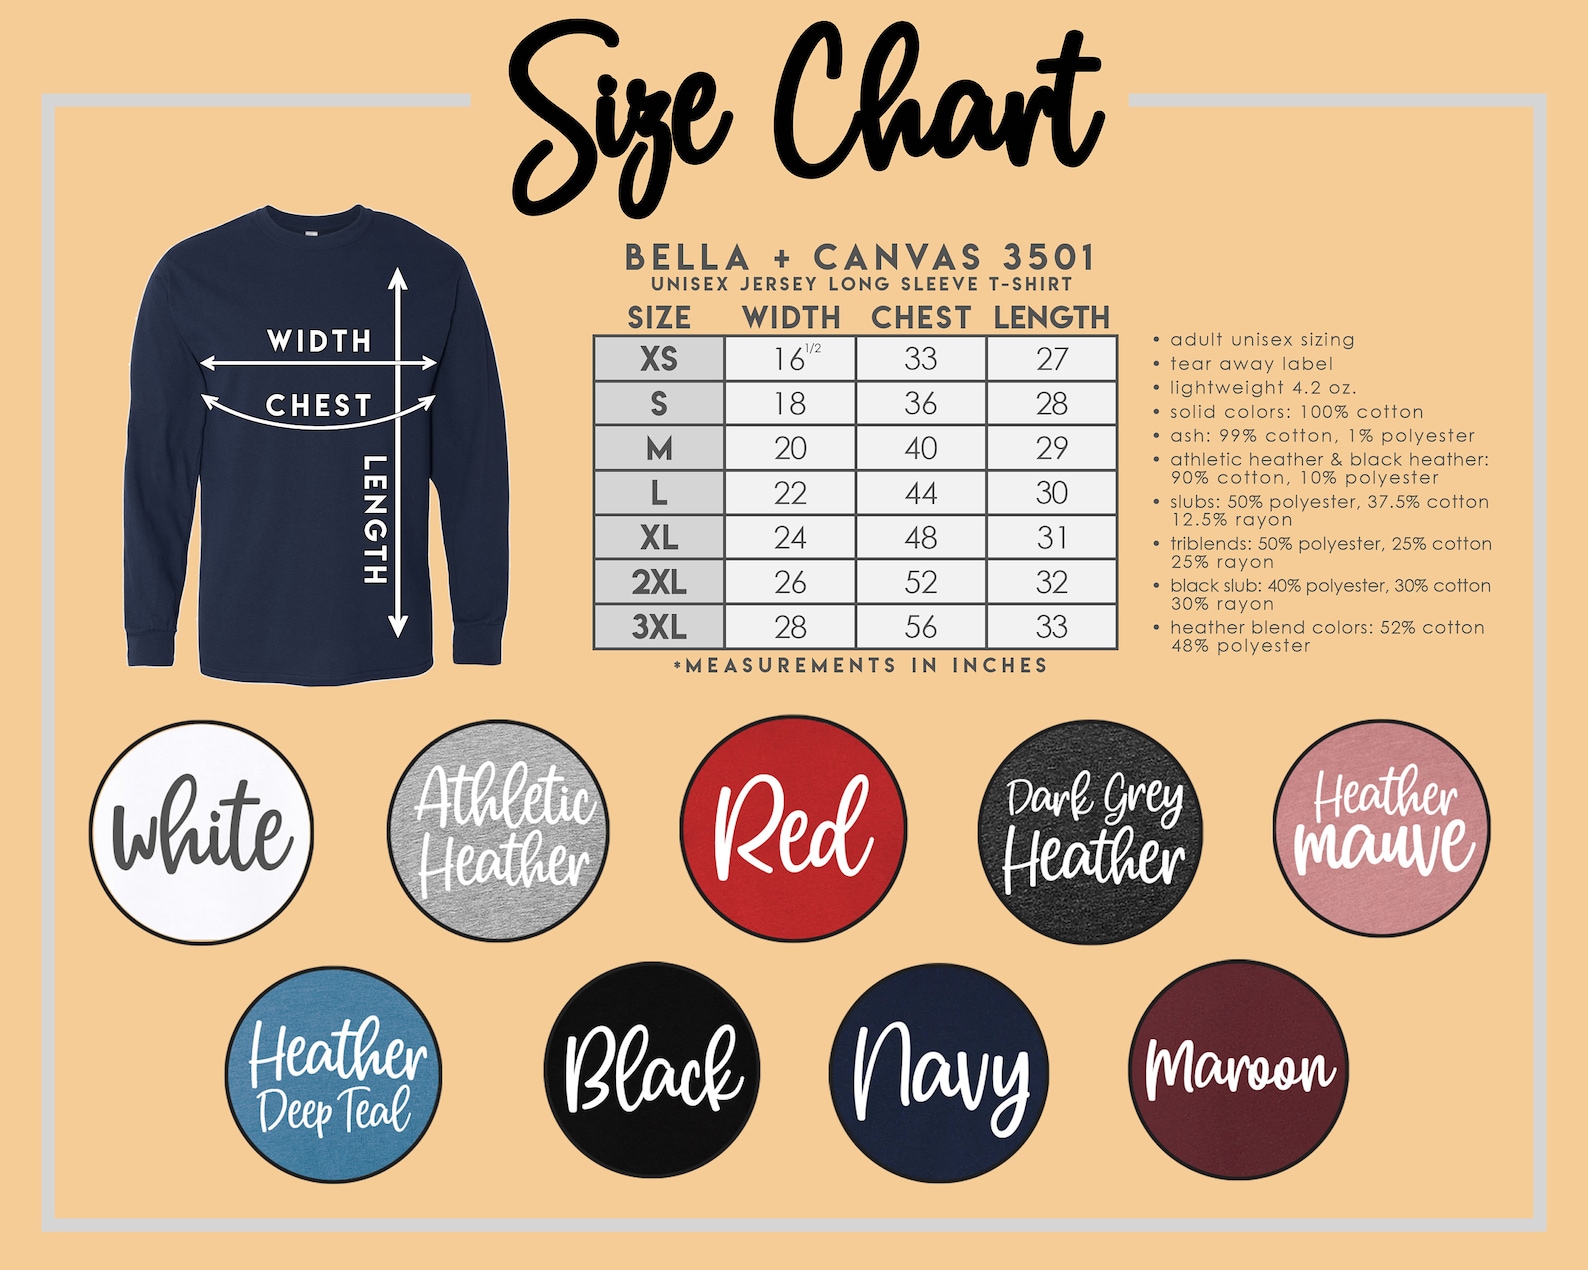 Size Chart
BELLA + CANVAS 3501
UNISEX JERSEY LONG SLEEVE T-SHIRT
WIDTH
CHEST
LENGTH
SIZE WIDTH CHEST LENGTH
XS 16 1/2 33 27
S 18 36 28
M 20 40 29
L 22 44 30
XL 24 48 31
2XL 26 52 32
3XL 28 56 33
*MEASUREMENTS IN INCHES
• adult unisex sizing
• tear away label
• lightweight 4.2 oz.
• solid colors: 100% cotton
• ash: 99% cotton, 1% polyester
• athletic heather & black heather:
90% cotton, 10% polyester
• slubs: 50% polyester, 37.5% cotton
12.5% rayon
• triblends: 50% polyester, 25% cotton
25% rayon
• black slub: 40% polyester, 30% cotton
30% rayon
• heather blend colors: 52% cotton
48% polyester
white
Athletic
Heather
Red
Dark Grey
Heather
Heather
mauve
Heather
Deep Teal
Black
Navy
Maroon